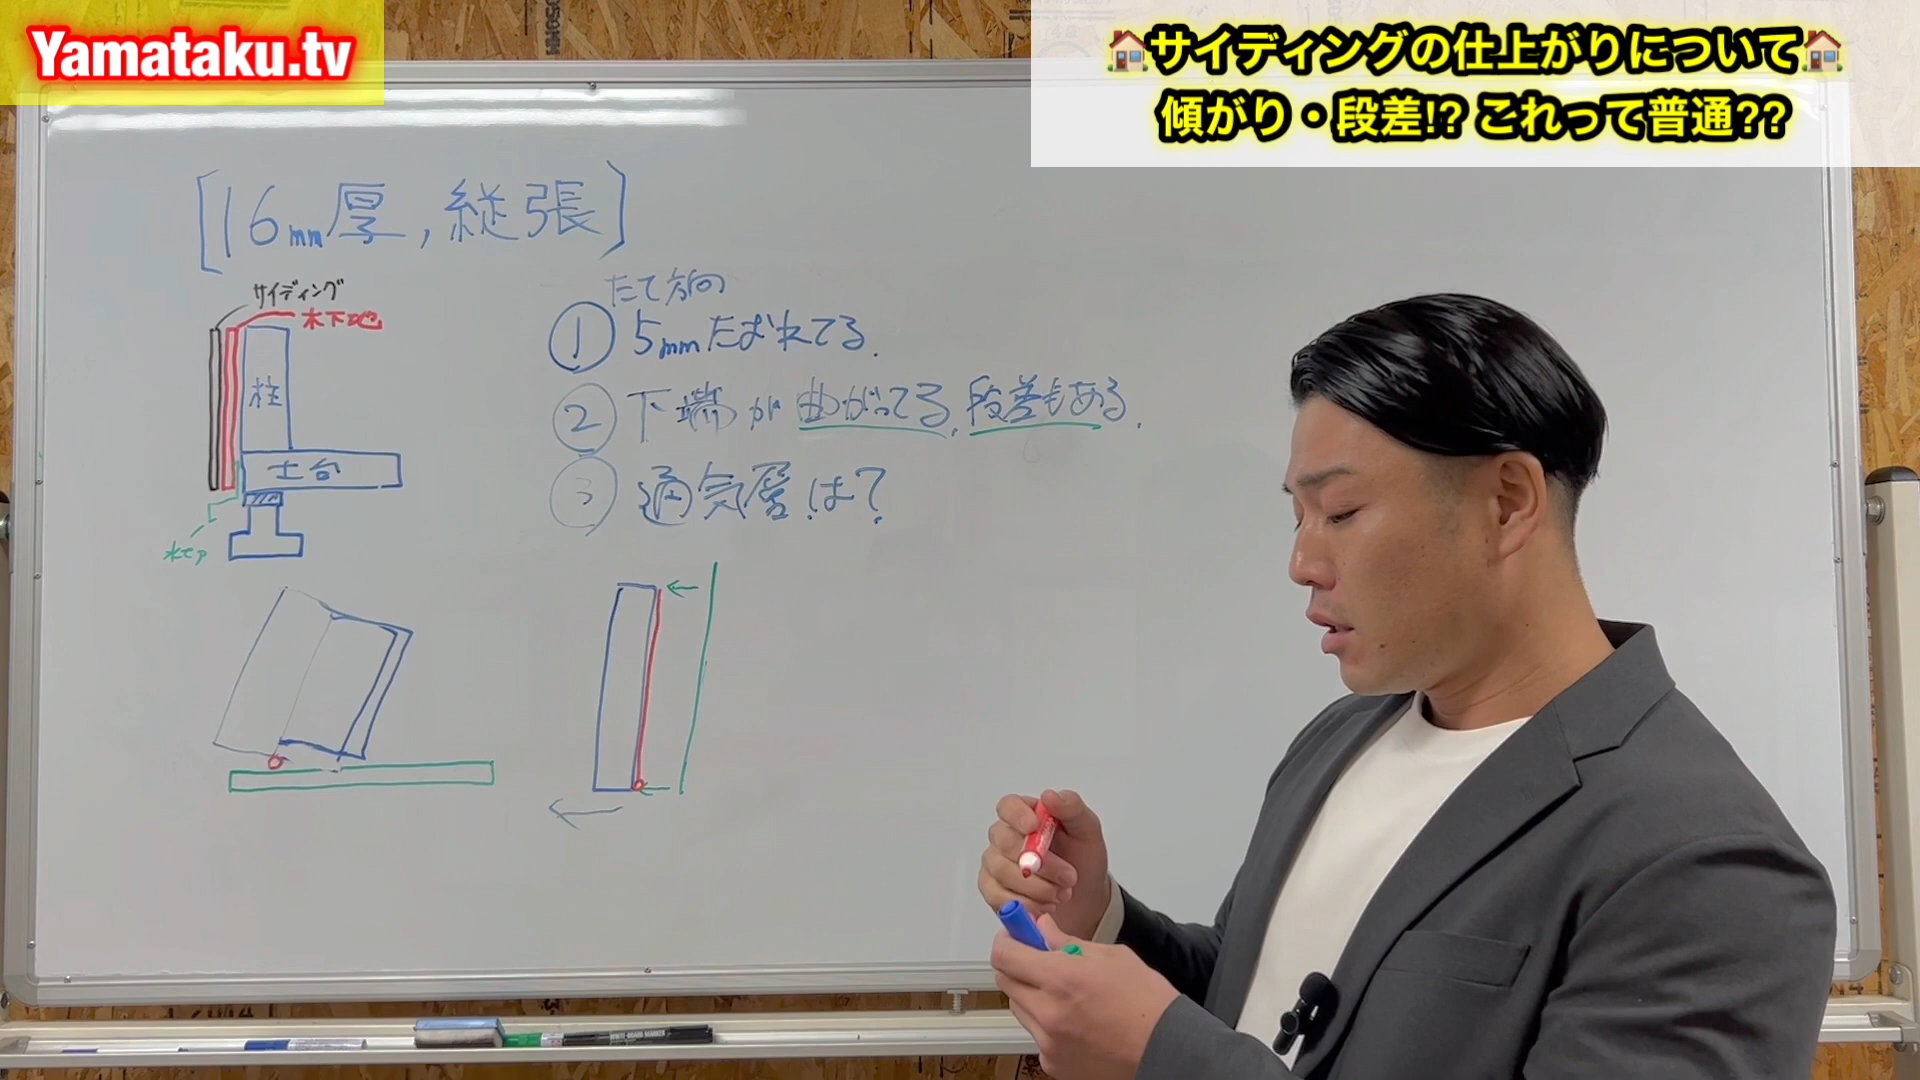 Yamataku.tv
🏠サイディングの仕上がりについて🏠
傾がり・段差!? これって普通??
[16mm厚,縦張]
サイディング
木下地
柱
土台
水切
たて方向
① 5mmたおれてる.
② 下端が曲がってる.段差もある.
③ 通気層は?
WHITE-BOARD MARKER